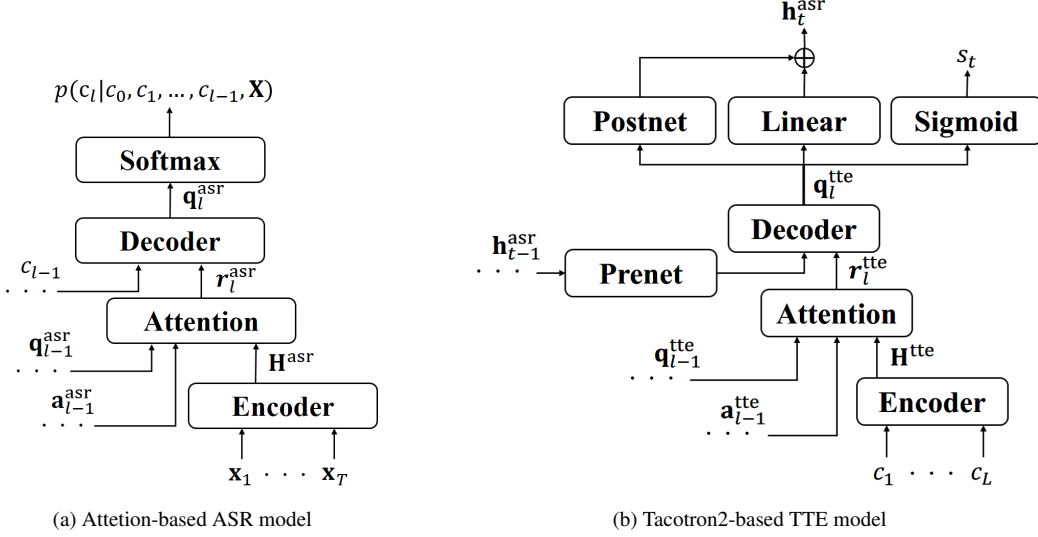 p(c_l|c_0, c_1, ..., c_{l−1}, X)
Softmax
q_l^{asr}
Decoder
c_{l−1}
. . .
r_l^{asr}
Attention
q_{l−1}^{asr}
. . .
H^{asr}
a_{l−1}^{asr}
. . .
Encoder
x_1 . . . x_T
(a) Attetion-based ASR model
h_t^{asr}
s_t
Postnet Linear Sigmoid
q_l^{tte}
Decoder
h_{t−1}^{asr}
. . .
Prenet
r_l^{tte}
Attention
q_{l−1}^{tte}
. . .
H^{tte}
a_{l−1}^{tte}
. . .
Encoder
c_1 . . . c_L
(b) Tacotron2-based TTE model